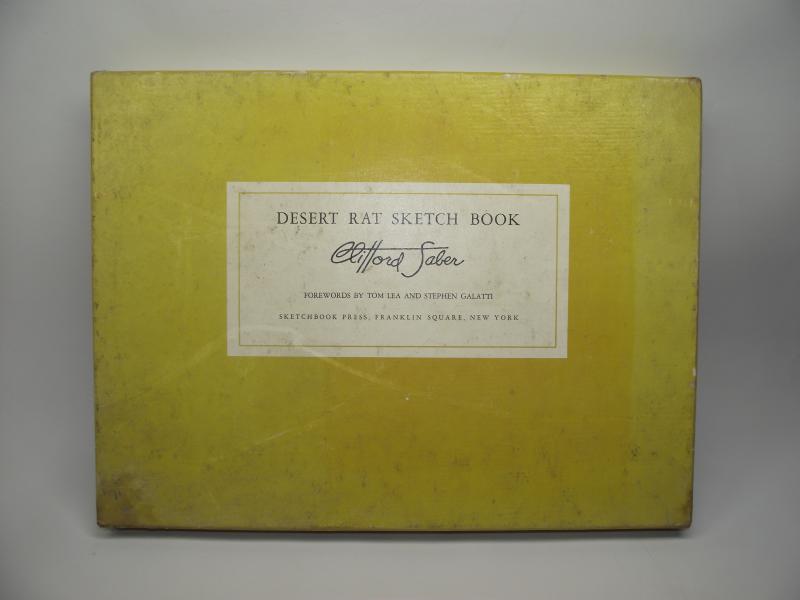 DESERT RAT SKETCH BOOK
Clifford Saber
FOREWORDS BY TOM LEA AND STEPHEN GALATTI
SKETCHBOOK PRESS, FRANKLIN SQUARE, NEW YORK